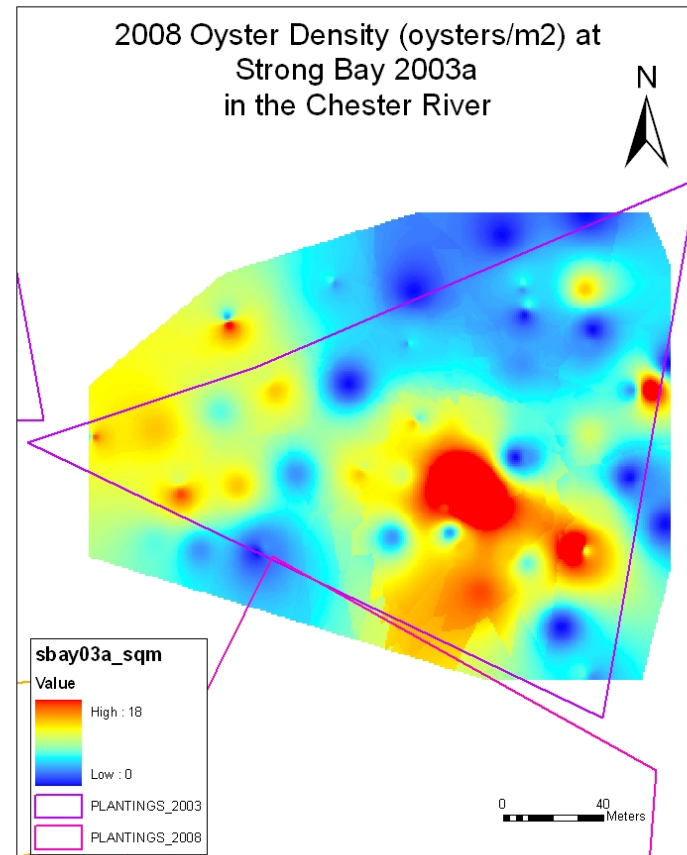 2008 Oyster Density (oysters/m2) at
Strong Bay 2003a
in the Chester River
N
sbay03a_sqm
Value
High : 18
Low : 0
PLANTINGS_2003
PLANTINGS_2008
0 40
Meters